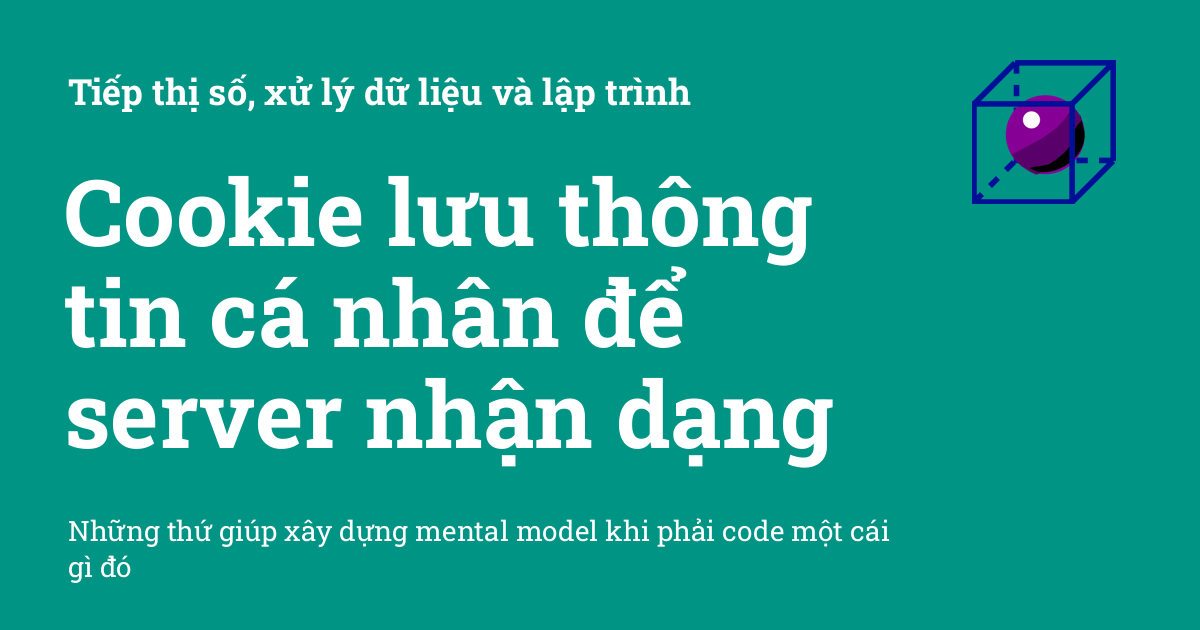 Tiếp thị số, xử lý dữ liệu và lập trình
Cookie lưu thông
tin cá nhân để
server nhận dạng
Những thứ giúp xây dựng mental model khi phải code một cái
gì đó